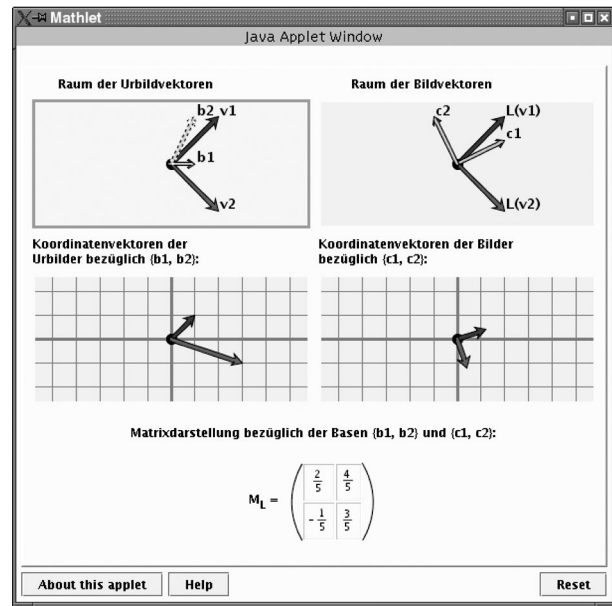 Mathlet
Java Applet Window
Raum der Urbildvektoren
Raum der Bildvektoren
b2 v1
b1
v2
c2
L(v1)
c1
L(v2)
Koordinatenvektoren der
Urbilder bezüglich {b1, b2}:
Koordinatenvektoren der Bilder
bezüglich {c1, c2}:
Matrixdarstellung bezüglich der Basen {b1, b2} und {c1, c2}:
M_L = ( 2/5 4/5
-1/5 3/5 )
About this applet Help Reset